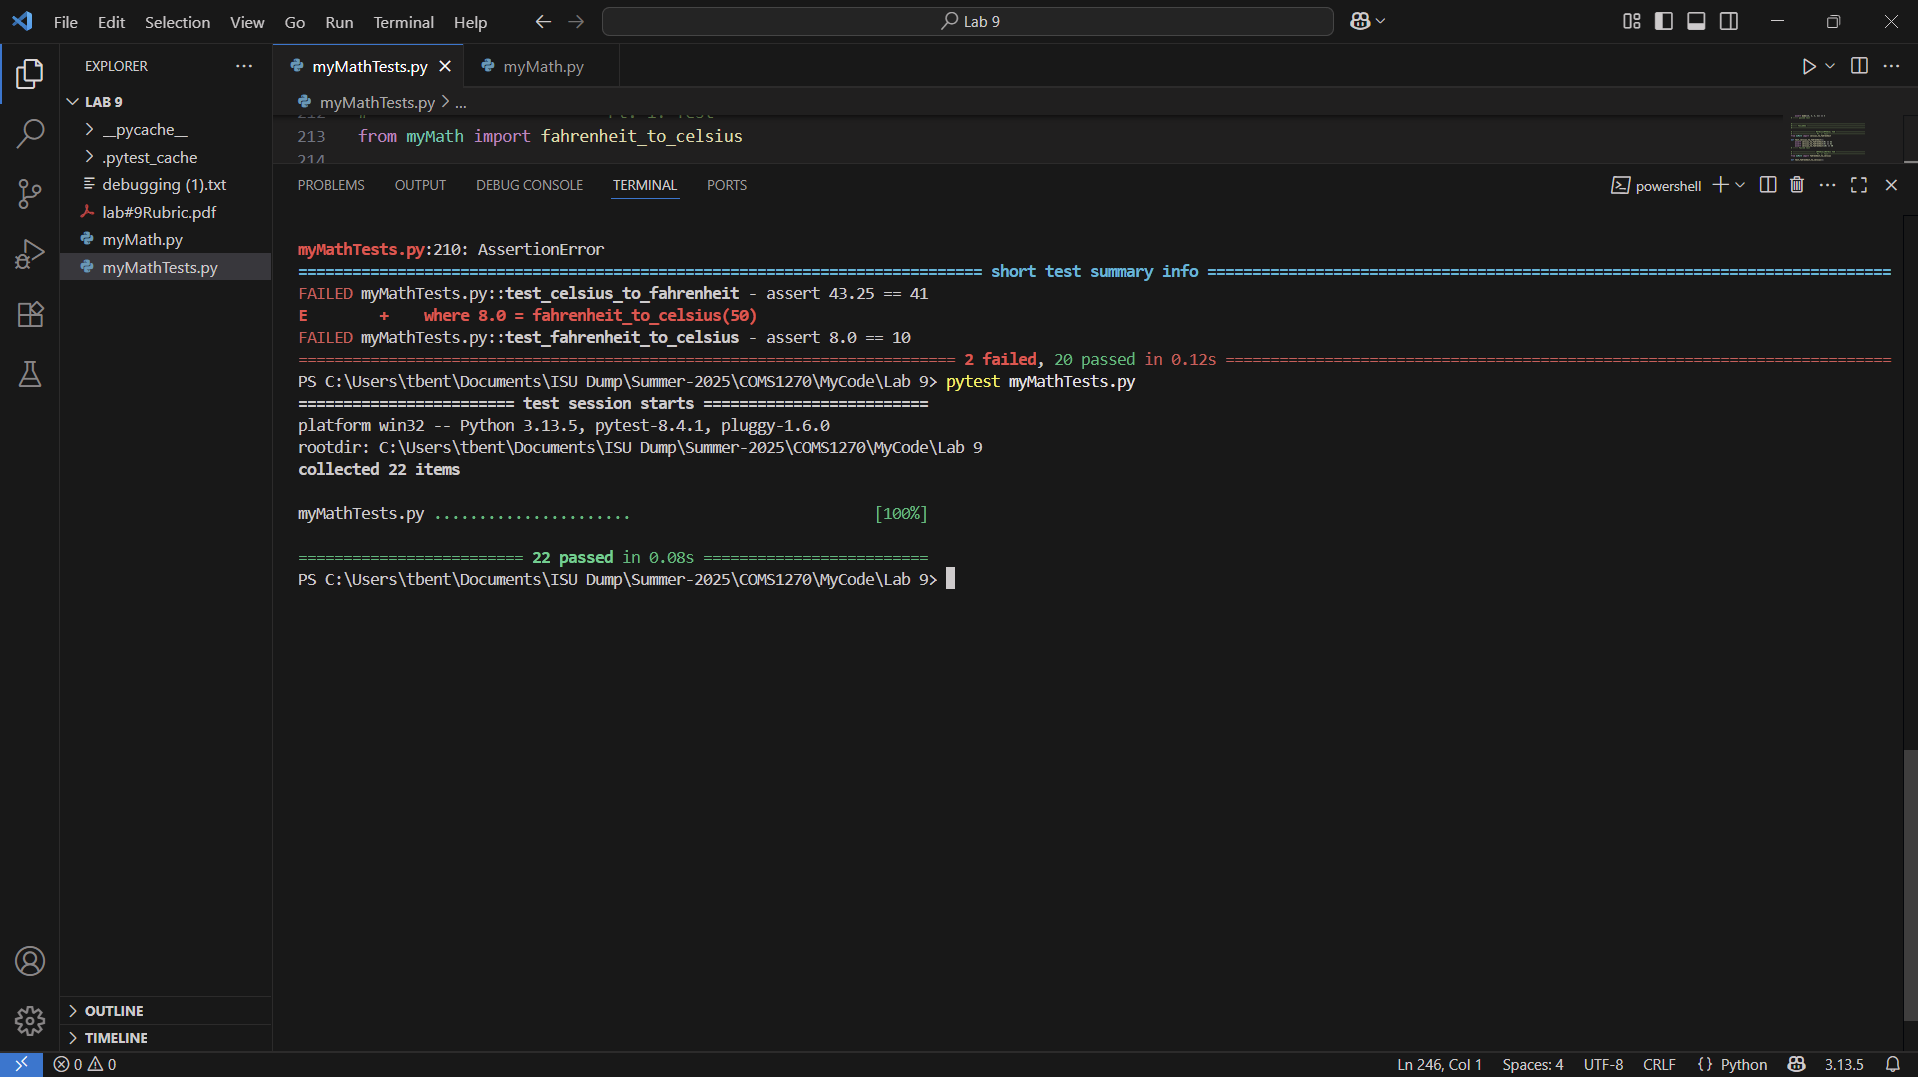 File Edit Selection View Go Run Terminal Help
Lab 9
EXPLORER
LAB 9
__pycache__
.pytest_cache
debugging (1).txt
lab#9Rubric.pdf
myMath.py
myMathTests.py
OUTLINE
TIMELINE
myMathTests.py
myMath.py
myMathTests.py > ...
213 from myMath import fahrenheit_to_celsius
214
PROBLEMS OUTPUT DEBUG CONSOLE TERMINAL PORTS
powershell
myMathTests.py:210: AssertionError
============================================================================ short test summary info ============================================================================
FAILED myMathTests.py::test_celsius_to_fahrenheit - assert 43.25 == 41
E        +    where 8.0 = fahrenheit_to_celsius(50)
FAILED myMathTests.py::test_fahrenheit_to_celsius - assert 8.0 == 10
========================================================================= 2 failed, 20 passed in 0.12s ==========================================================================
PS C:\Users\tbent\Documents\ISU Dump\Summer-2025\COMS1270\MyCode\Lab 9> pytest myMathTests.py
======================== test session starts =========================
platform win32 -- Python 3.13.5, pytest-8.4.1, pluggy-1.6.0
rootdir: C:\Users\tbent\Documents\ISU Dump\Summer-2025\COMS1270\MyCode\Lab 9
collected 22 items
myMathTests.py ...................... [100%]
========================= 22 passed in 0.08s =========================
PS C:\Users\tbent\Documents\ISU Dump\Summer-2025\COMS1270\MyCode\Lab 9>
0 0
Ln 246, Col 1 Spaces: 4 UTF-8 CRLF {} Python 3.13.5